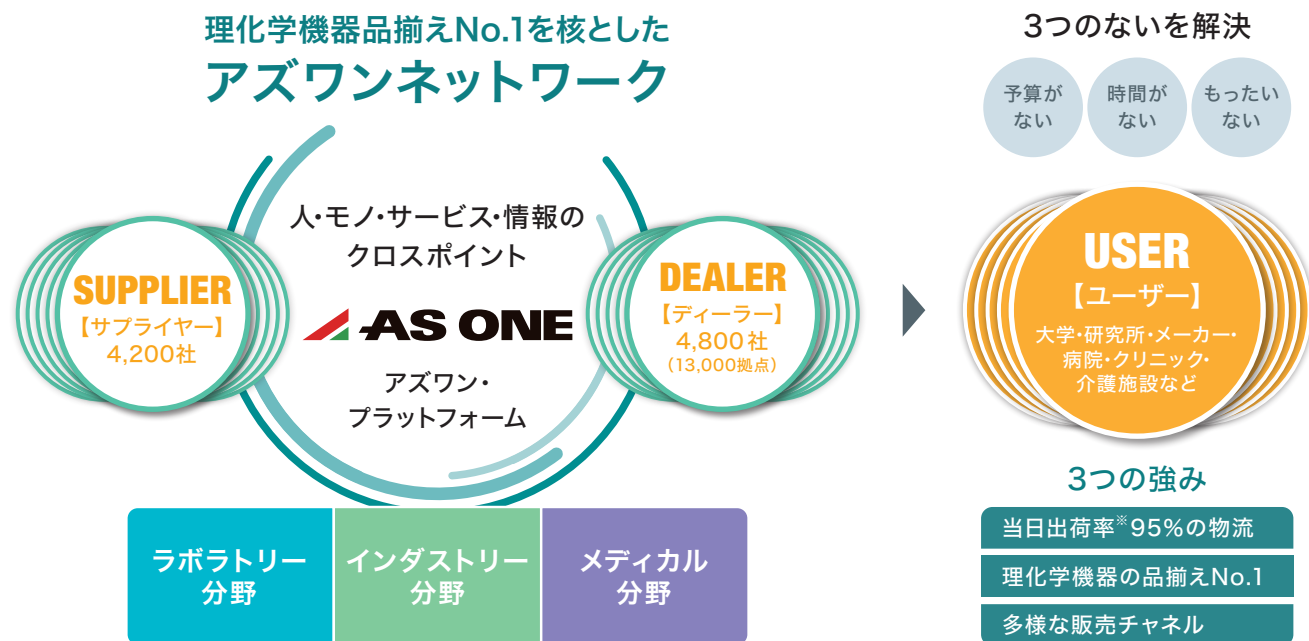 理化学機器品揃えNo.1を核とした
アズワンネットワーク
人・モノ・サービス・情報の
クロスポイント
SUPPLIER
【サプライヤー】
4,200社
AS ONE
アズワン・
プラットフォーム
DEALER
【ディーラー】
4,800社
（13,000拠点）
ラボラトリー
分野
インダストリー
分野
メディカル
分野
3つのないを解決
予算が
ない
時間が
ない
もったい
ない
USER
【ユーザー】
大学・研究所・メーカー・
病院・クリニック・
介護施設など
3つの強み
当日出荷率※95%の物流
理化学機器の品揃えNo.1
多様な販売チャネル